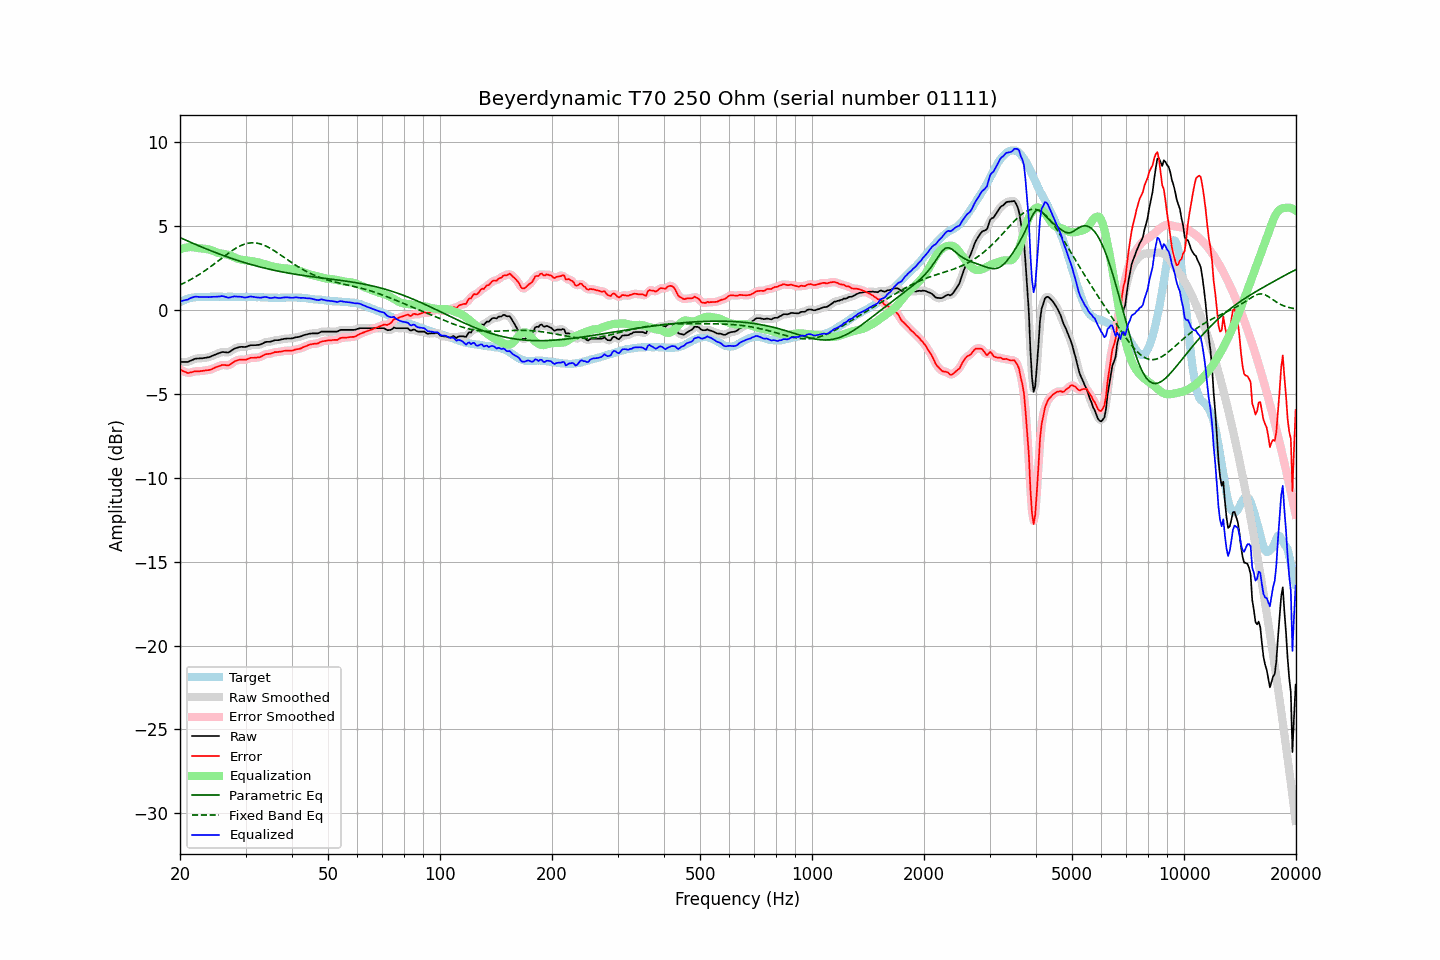 Beyerdynamic T70 250 Ohm (serial number 01111)
Amplitude (dBr)
10
5
0
−5
−10
−15
−20
−25
−30
Target
Raw Smoothed
Error Smoothed
Raw
Error
Equalization
Parametric Eq
Fixed Band Eq
Equalized
20
50
100
200
500
1000
2000
5000
10000
20000
Frequency (Hz)